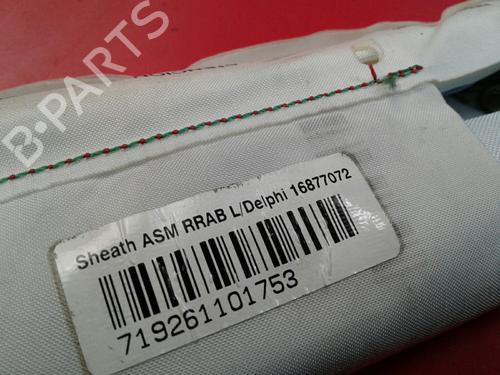 B-PARTS
Sheath ASM RRAB L/Delphi 16877072
719261101753